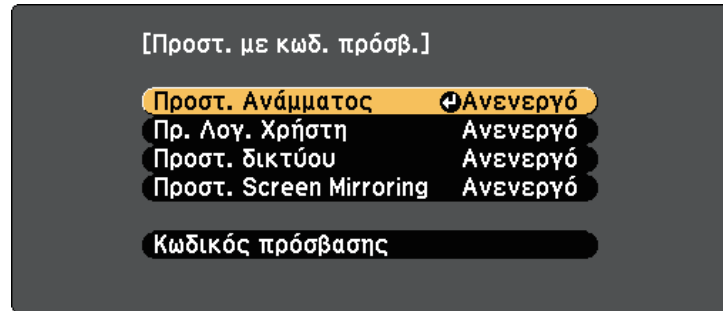 [Προστ. με κωδ. πρόσβ.]
Προστ. Ανάμματος Ανενεργό
Πρ. Λογ. Χρήστη Ανενεργό
Προστ. δικτύου Ανενεργό
Προστ. Screen Mirroring Ανενεργό
Κωδικός πρόσβασης